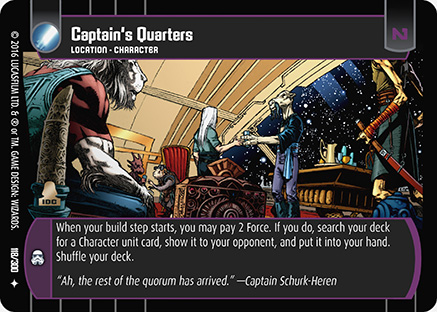 Captain's Quarters
LOCATION - CHARACTER
When your build step starts, you may pay 2 Force. If you do, search your deck
for a Character unit card, show it to your opponent, and put it into your hand.
Shuffle your deck.
“Ah, the rest of the quorum has arrived.” —Captain Schurk-Heren
© 2016 LUCASFILM LTD. & ® or TM. GAME DESIGN: WIZARDS.
118/300